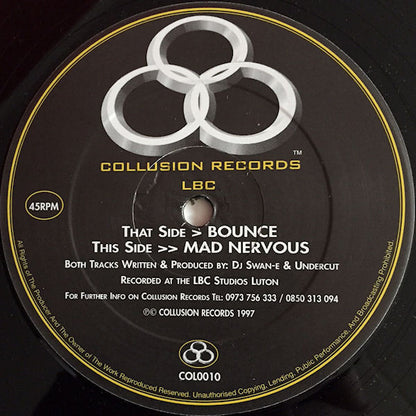 COLLUSION RECORDS
TM
LBC
45RPM
THAT SIDE > BOUNCE
THIS SIDE >> MAD NERVOUS
BOTH TRACKS WRITTEN & PRODUCED BY: DJ SWAN-E & UNDERCUT
RECORDED AT THE LBC STUDIOS LUTON
FOR FURTHER INFO ON COLLUSION RECORDS TEL: 0973 756 333 / 0850 313 094
℗© COLLUSION RECORDS 1997
COL0010
All Rights of The Producer And The Owner of The Work Reproduced Reserved. Unauthorised Copying, Lending, Public Performance, And Broadcasting Prohibited.